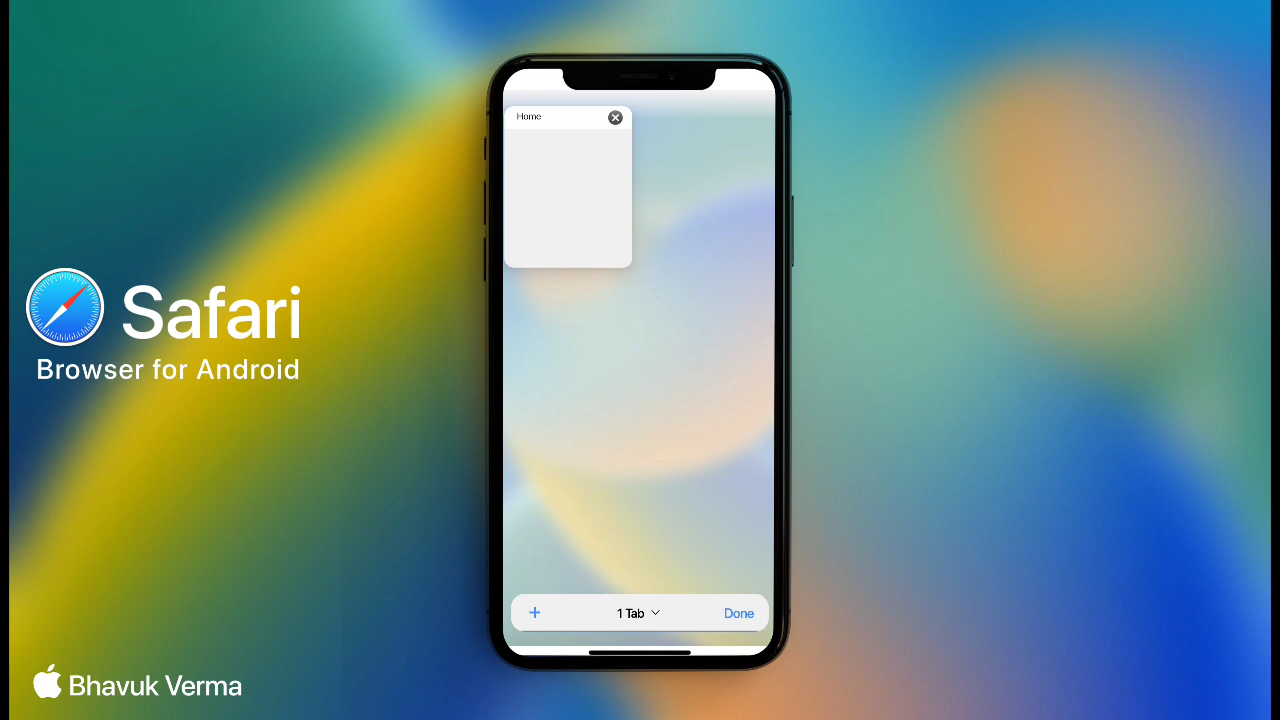 Home
Safari
Browser for Android
+ 1 Tab Done
Bhavuk Verma